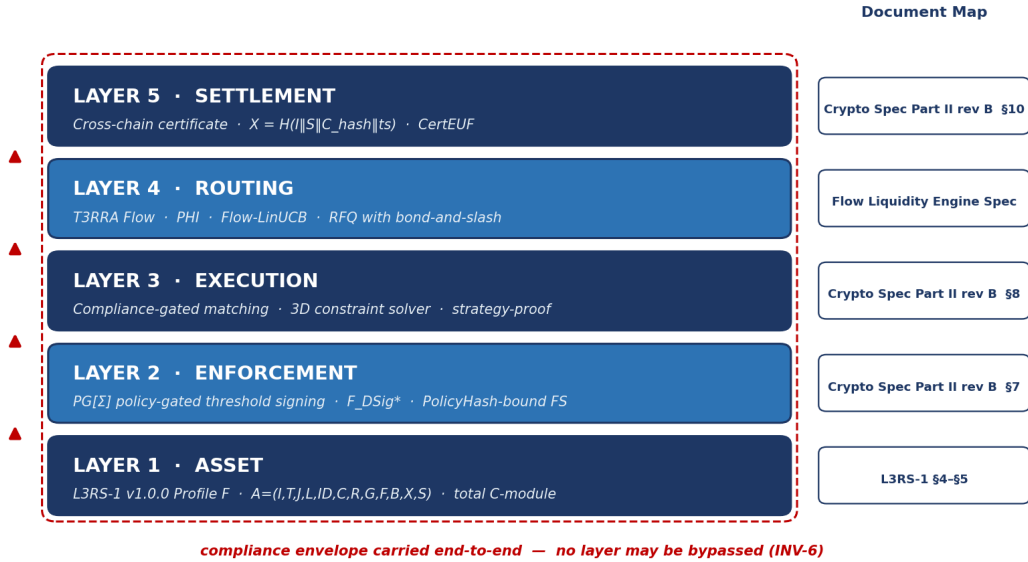 Document Map
LAYER 5 · SETTLEMENT
Cross-chain certificate · X = H(I‖S‖C_hash‖ts) · CertEUF
Crypto Spec Part II rev B §10
LAYER 4 · ROUTING
T3RRA Flow · PHI · Flow-LinUCB · RFQ with bond-and-slash
Flow Liquidity Engine Spec
LAYER 3 · EXECUTION
Compliance-gated matching · 3D constraint solver · strategy-proof
Crypto Spec Part II rev B §8
LAYER 2 · ENFORCEMENT
PG[Σ] policy-gated threshold signing · F_DSig* · PolicyHash-bound FS
Crypto Spec Part II rev B §7
LAYER 1 · ASSET
L3RS-1 v1.0.0 Profile F · A=(I,T,J,L,ID,C,R,G,F,B,X,S) · total C-module
L3RS-1 §4–§5
compliance envelope carried end-to-end — no layer may be bypassed (INV-6)